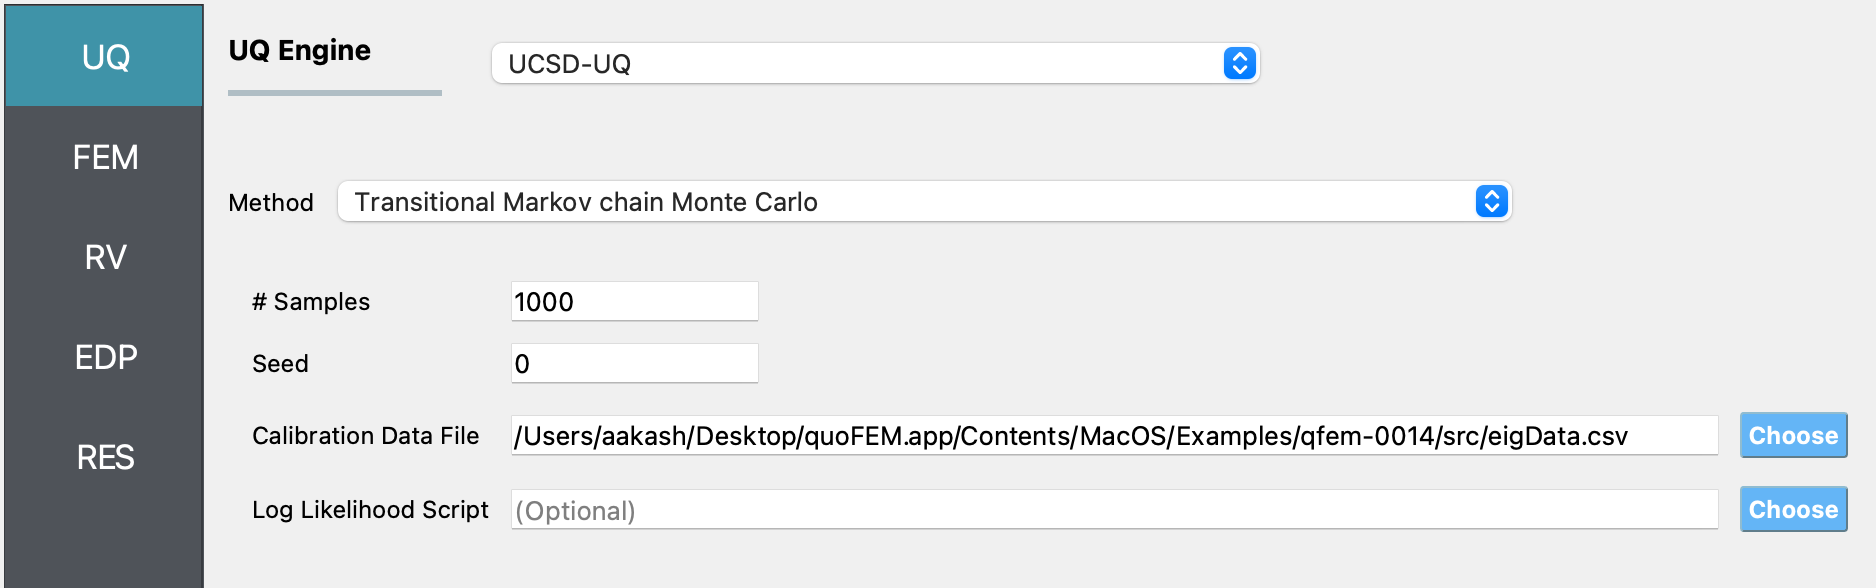 UQ
FEM
RV
EDP
RES
UQ Engine
UCSD-UQ
Method
Transitional Markov chain Monte Carlo
# Samples
1000
Seed
0
Calibration Data File
/Users/aakash/Desktop/quoFEM.app/Contents/MacOS/Examples/qfem-0014/src/eigData.csv
Choose
Log Likelihood Script
(Optional)
Choose